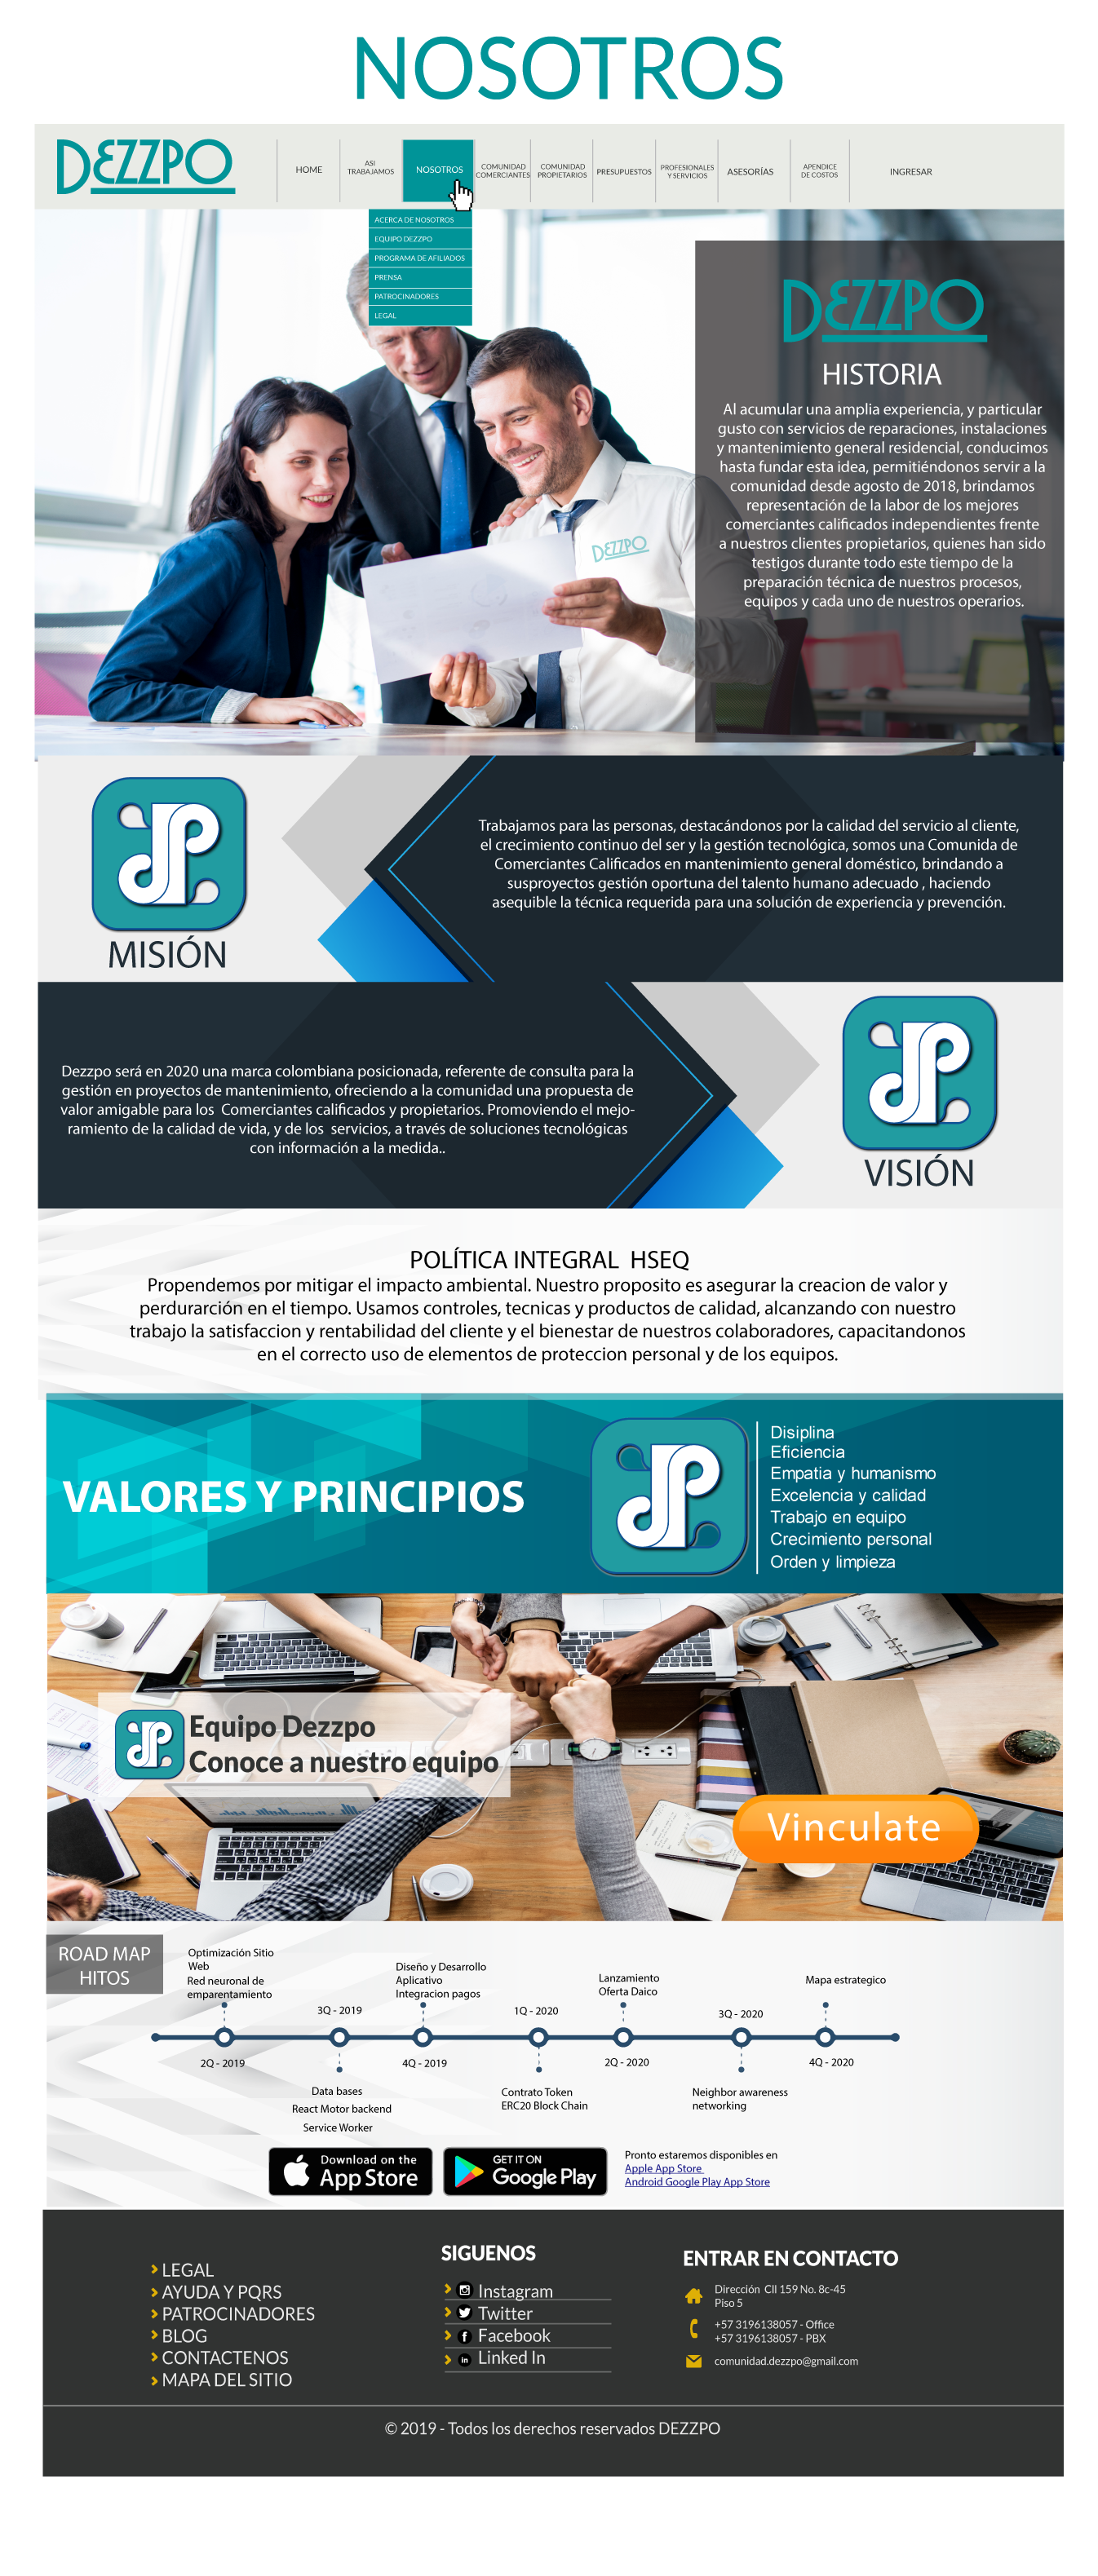 NOSOTROS
DEZZPO
HOME
ASI
TRABAJAMOS
NOSOTROS
COMUNIDAD
COMERCIANTES
COMUNIDAD
PROPIETARIOS
PRESUPUESTOS
PROFESIONALES
Y SERVICIOS
ASESORÍAS
APENDICE
DE COSTOS
INGRESAR
ACERCA DE NOSOTROS
EQUIPO DEZZPO
PROGRAMA DE AFILIADOS
PRENSA
PATROCINADORES
LEGAL
DEZZPO
HISTORIA
Al acumular una amplia experiencia, y particular
gusto con servicios de reparaciones, instalaciones
y mantenimiento general residencial, conducimos
hasta fundar esta idea, permitiéndonos servir a la
comunidad desde agosto de 2018, brindamos
representación de la labor de los mejores
comerciantes calificados independientes frente
a nuestros clientes propietarios, quienes han sido
testigos durante todo este tiempo de la
preparación técnica de nuestros procesos,
equipos y cada uno de nuestros operarios.
DEZZPO
MISIÓN
Trabajamos para las personas, destacándonos por la calidad del servicio al cliente,
el crecimiento continuo del ser y la gestión tecnológica, somos una Comunida de
Comerciantes Calificados en mantenimiento general doméstico, brindando a
susproyectos gestión oportuna del talento humano adecuado , haciendo
asequible la técnica requerida para una solución de experiencia y prevención.
Dezzpo será en 2020 una marca colombiana posicionada, referente de consulta para la
gestión en proyectos de mantenimiento, ofreciendo a la comunidad una propuesta de
valor amigable para los Comerciantes calificados y propietarios. Promoviendo el mejo-
ramiento de la calidad de vida, y de los servicios, a través de soluciones tecnológicas
con información a la medida..
VISIÓN
POLÍTICA INTEGRAL HSEQ
Propendemos por mitigar el impacto ambiental. Nuestro proposito es asegurar la creacion de valor y
perdurarción en el tiempo. Usamos controles, tecnicas y productos de calidad, alcanzando con nuestro
trabajo la satisfaccion y rentabilidad del cliente y el bienestar de nuestros colaboradores, capacitandonos
en el correcto uso de elementos de proteccion personal y de los equipos.
VALORES Y PRINCIPIOS
Disiplina
Eficiencia
Empatia y humanismo
Excelencia y calidad
Trabajo en equipo
Crecimiento personal
Orden y limpieza
Equipo Dezzpo
Conoce a nuestro equipo
Vinculate
ROAD MAP
HITOS
Optimización Sitio
Web
Red neuronal de
emparentamiento
2Q - 2019
3Q - 2019
Data bases
React Motor backend
Service Worker
Diseño y Desarrollo
Aplicativo
Integracion pagos
4Q - 2019
1Q - 2020
Contrato Token
ERC20 Block Chain
Lanzamiento
Oferta Daico
2Q - 2020
3Q - 2020
Neighbor awareness
networking
Mapa estrategico
4Q - 2020
Download on the
App Store
GET IT ON
Google Play
Pronto estaremos disponibles en
Apple App Store
Android Google Play App Store
LEGAL
AYUDA Y PQRS
PATROCINADORES
BLOG
CONTACTENOS
MAPA DEL SITIO
SIGUENOS
Instagram
Twitter
Facebook
Linked In
ENTRAR EN CONTACTO
Dirección Cll 159 No. 8c-45
Piso 5
+57 3196138057 - Office
+57 3196138057 - PBX
comunidad.dezzpo@gmail.com
© 2019 - Todos los derechos reservados DEZZPO